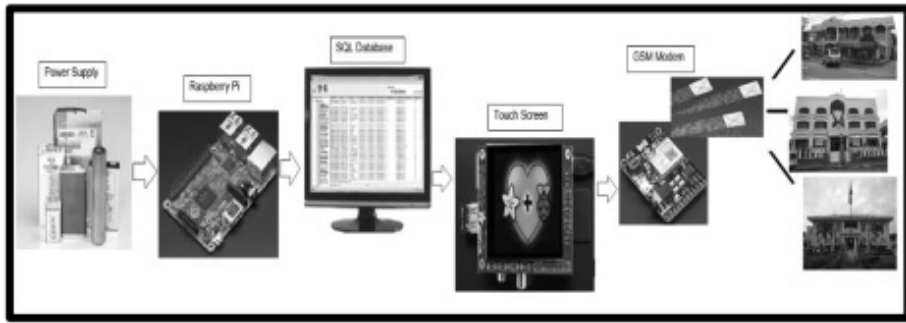 Power Supply
Raspberry Pi
SQL Database
Touch Screen
GSM Modem